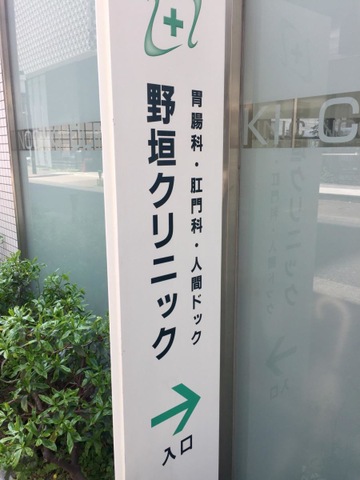 胃腸科・肛門科・人間ドック
野垣クリニック
入口